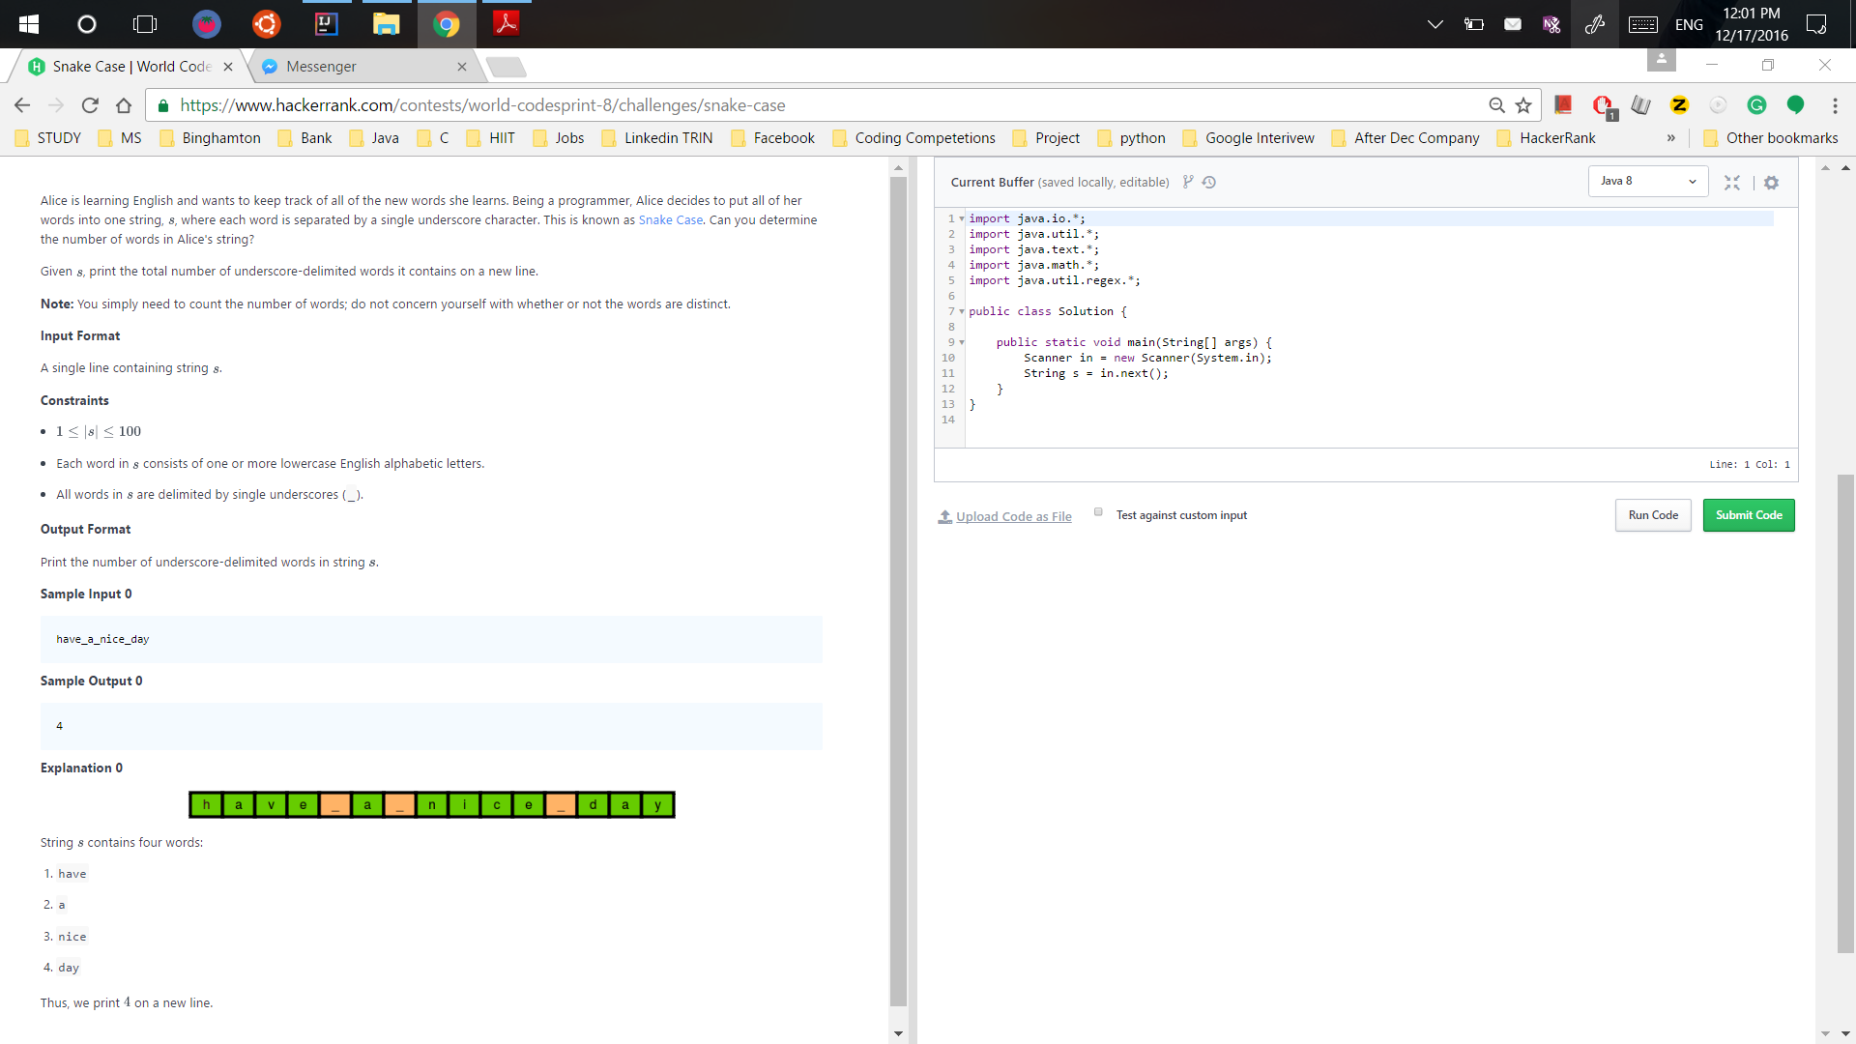 ENG
12:01 PM
12/17/2016
Snake Case | World Code
Messenger
https://www.hackerrank.com/contests/world-codesprint-8/challenges/snake-case
1
STUDY MS Binghamton Bank Java C HIIT Jobs Linkedin TRIN Facebook Coding Competetions Project python Google Interivew After Dec Company HackerRank » Other bookmarks
Alice is learning English and wants to keep track of all of the new words she learns. Being a programmer, Alice decides to put all of her
words into one string, s, where each word is separated by a single underscore character. This is known as Snake Case. Can you determine
the number of words in Alice's string?
Given s, print the total number of underscore-delimited words it contains on a new line.
Note: You simply need to count the number of words; do not concern yourself with whether or not the words are distinct.
Input Format
A single line containing string s.
Constraints
• 1 ≤ |s| ≤ 100
• Each word in s consists of one or more lowercase English alphabetic letters.
• All words in s are delimited by single underscores (_).
Output Format
Print the number of underscore-delimited words in string s.
Sample Input 0
have_a_nice_day
Sample Output 0
4
Explanation 0
h a v e _ a _ n i c e _ d a y
String s contains four words:
1. have
2. a
3. nice
4. day
Thus, we print 4 on a new line.
Current Buffer (saved locally, editable)
Java 8
1 import java.io.*;
2 import java.util.*;
3 import java.text.*;
4 import java.math.*;
5 import java.util.regex.*;
6
7 public class Solution {
8
9 public static void main(String[] args) {
10 Scanner in = new Scanner(System.in);
11 String s = in.next();
12 }
13 }
14
Line: 1 Col: 1
Upload Code as File
Test against custom input
Run Code
Submit Code